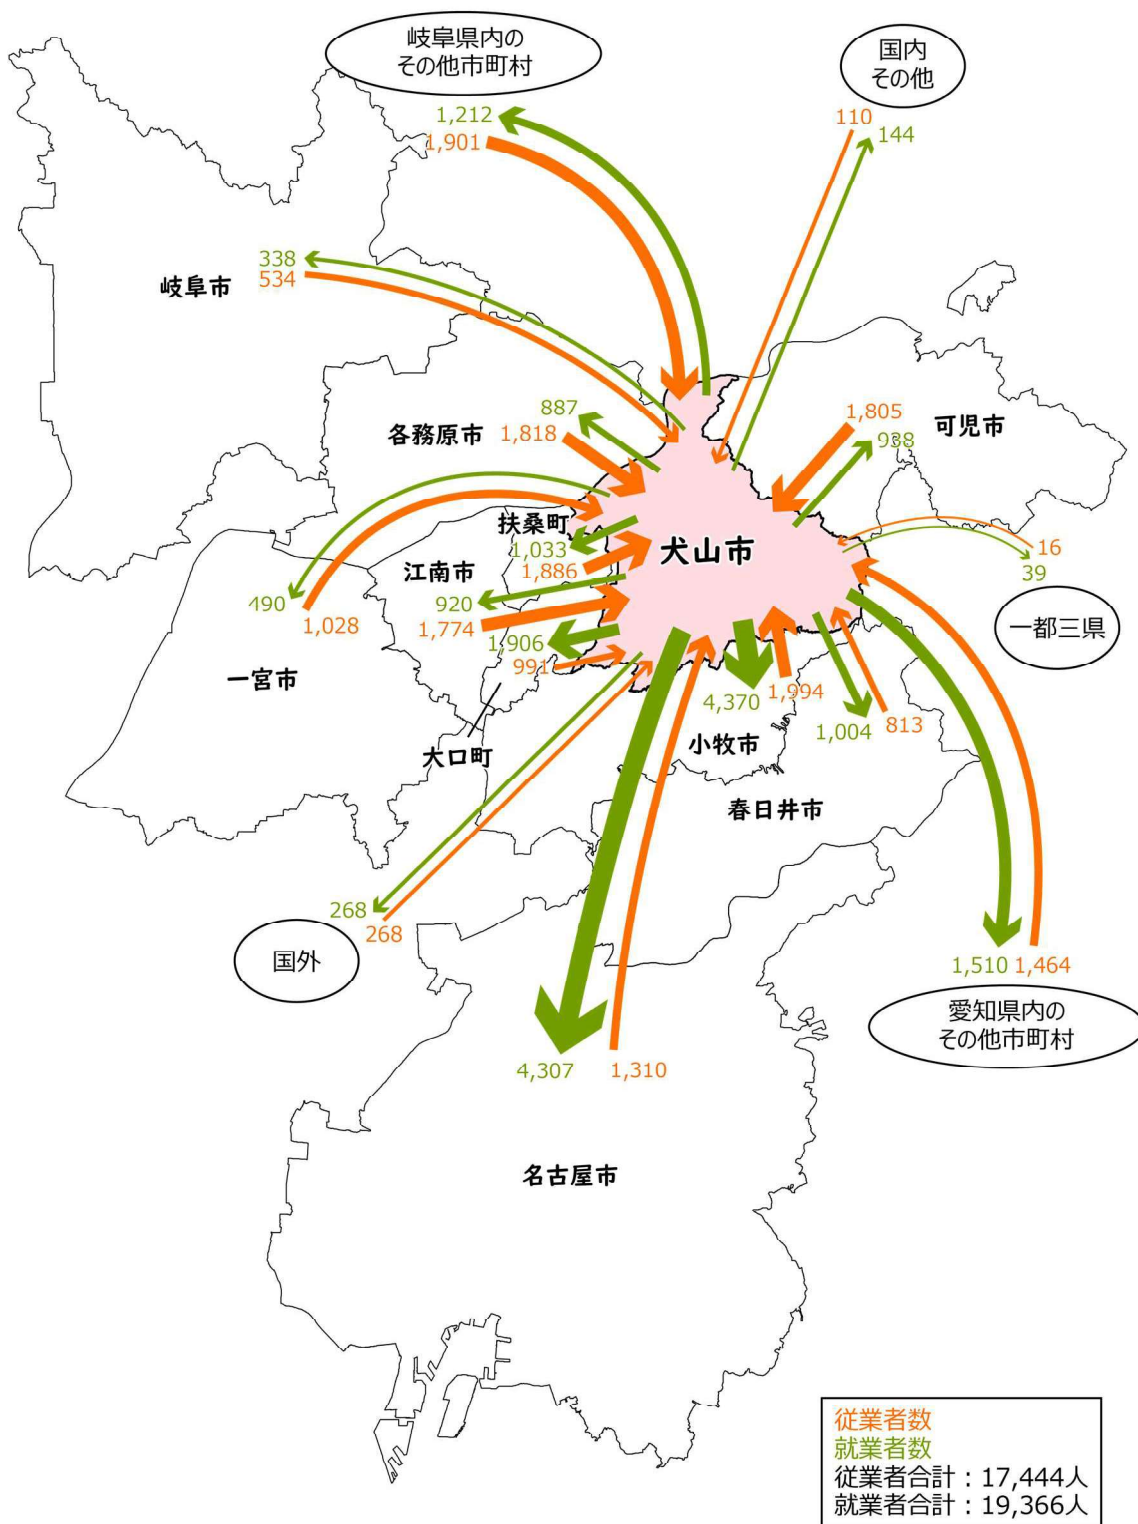 岐阜県内の
その他市町村
国内
その他
1,212
1,901
110
144
338
534
岐阜市
887
1,818
各務原市
1,805
938
可児市
扶桑町
1,033
1,886
犬山市
16
39
一都三県
江南市
920
1,774
490
1,028
一宮市
1,906
991
大口町
4,370
1,994
小牧市
1,004
813
春日井市
268
268
国外
1,510
1,464
愛知県内の
その他市町村
4,307
1,310
名古屋市
従業者数
就業者数
従業者合計：17,444人
就業者合計：19,366人